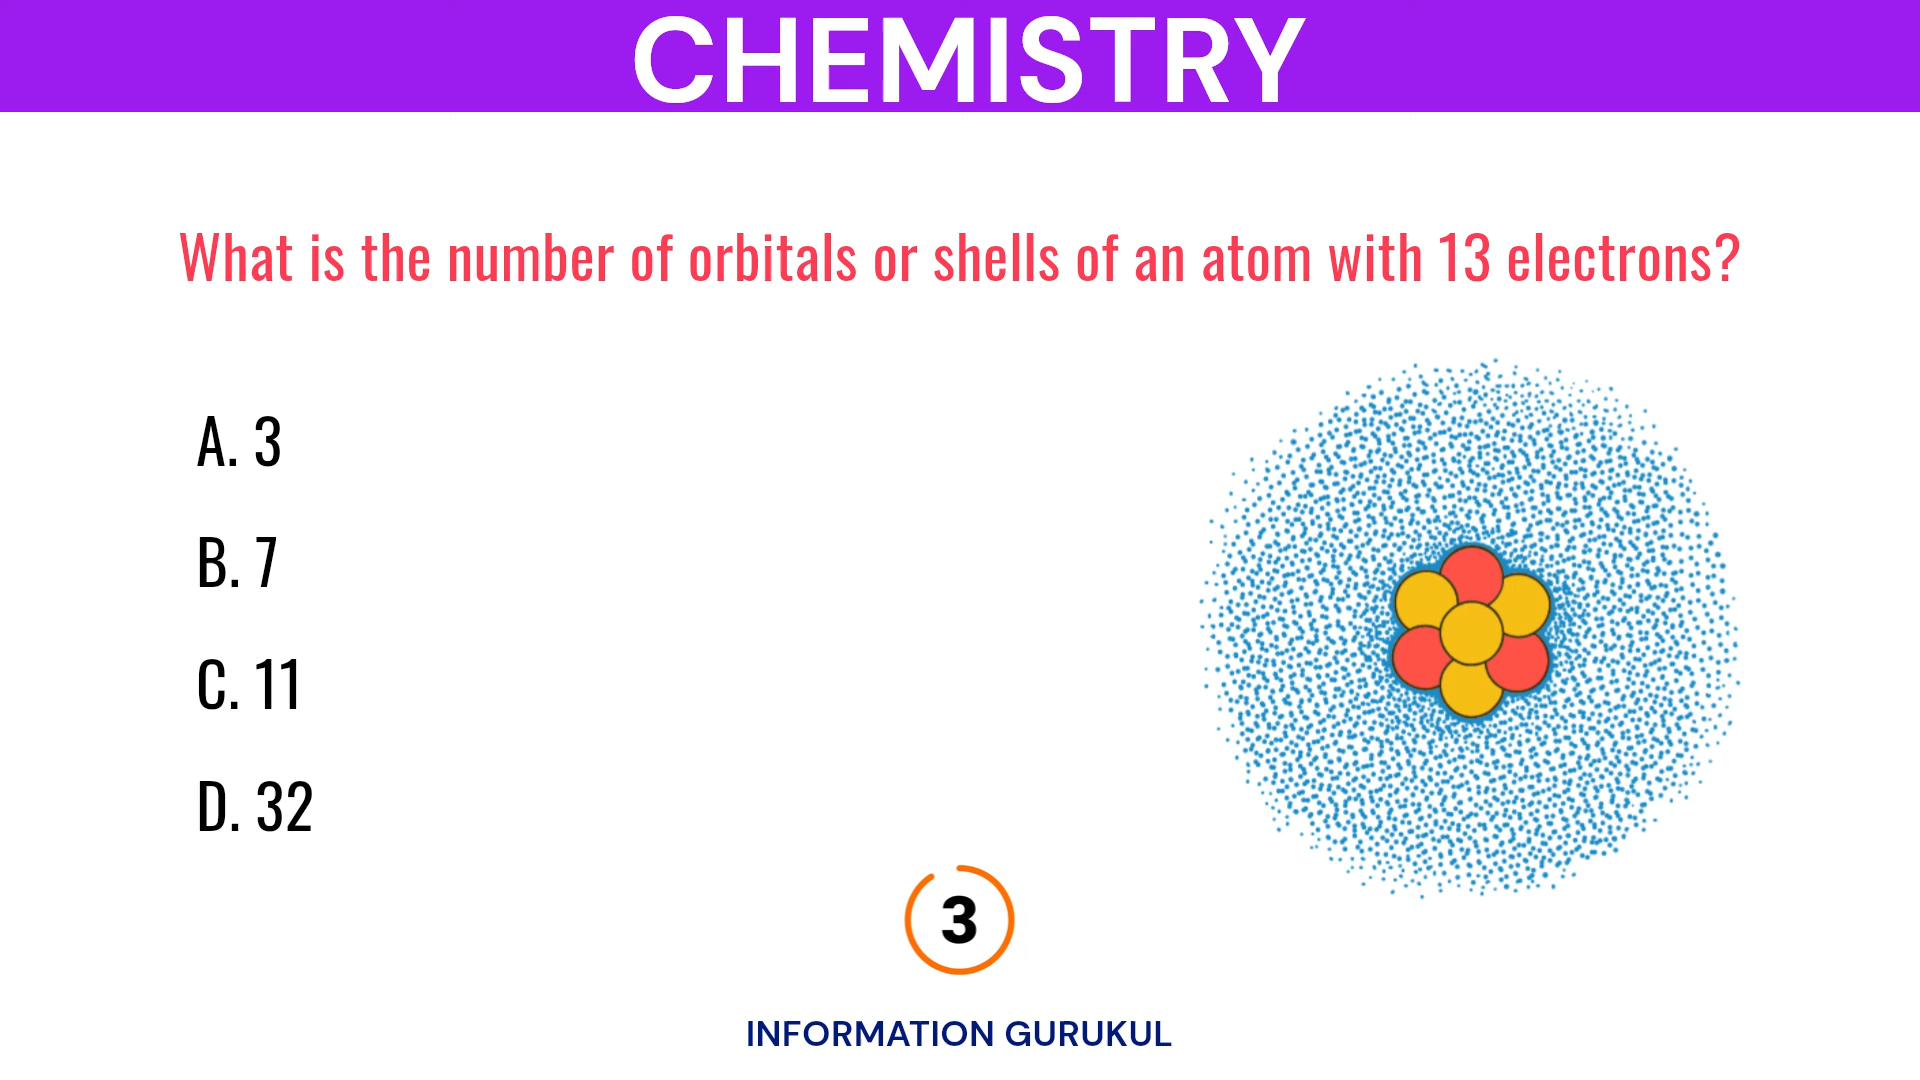 CHEMISTRY
What is the number of orbitals or shells of an atom with 13 electrons?
A. 3
B. 7
C. 11
D. 32
3
INFORMATION GURUKUL